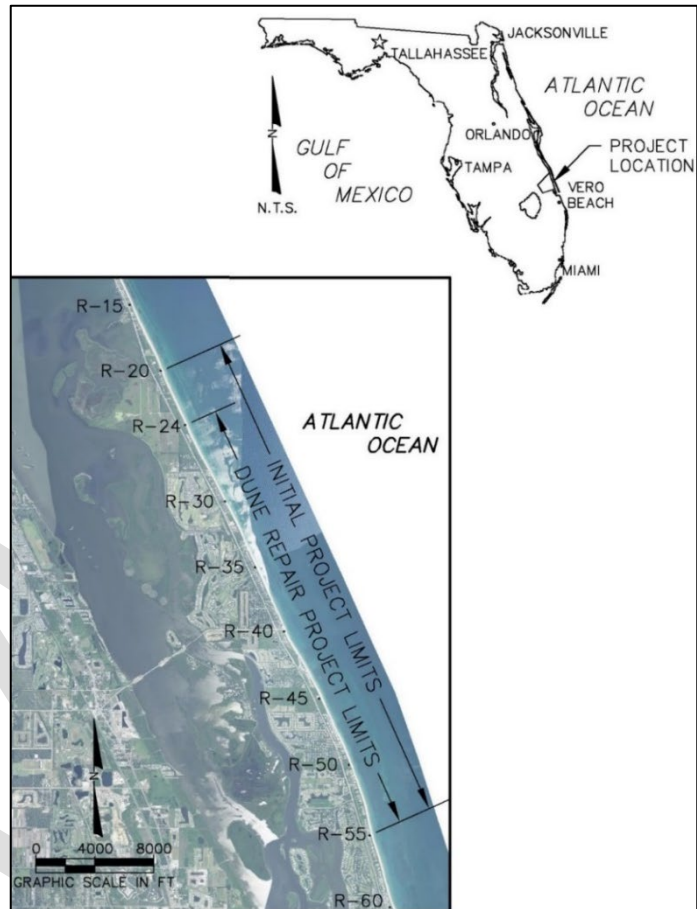 JACKSONVILLE
TALLAHASSEE
ATLANTIC
OCEAN
ORLANDO
PROJECT
LOCATION
GULF
OF
MEXICO
TAMPA
VERO
BEACH
N
N.T.S.
MIAMI
R-15
R-20
R-24
R-30
R-35
R-40
R-45
R-50
R-55
R-60
ATLANTIC
OCEAN
INITIAL PROJECT LIMITS
DUNE REPAIR PROJECT LIMITS
N
0 4000 8000
GRAPHIC SCALE IN FT